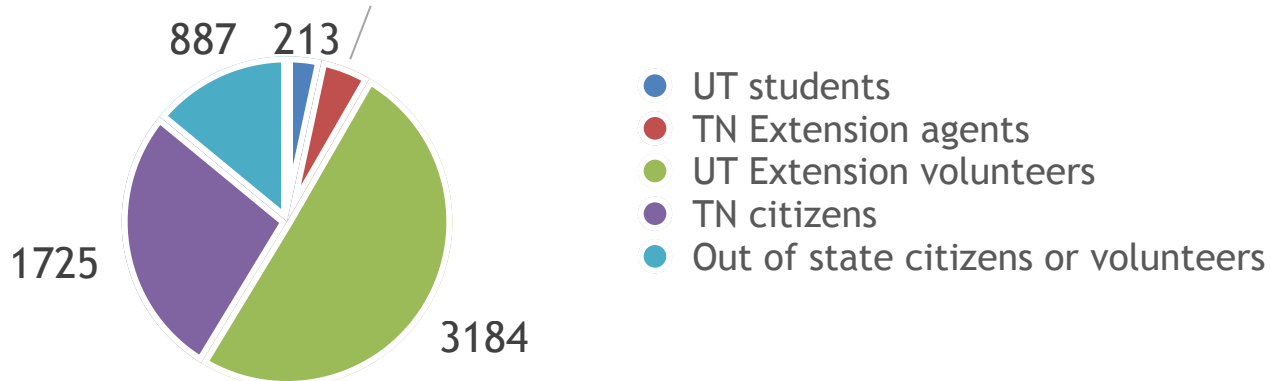 887 213
UT students
TN Extension agents
UT Extension volunteers
TN citizens
Out of state citizens or volunteers
1725
3184